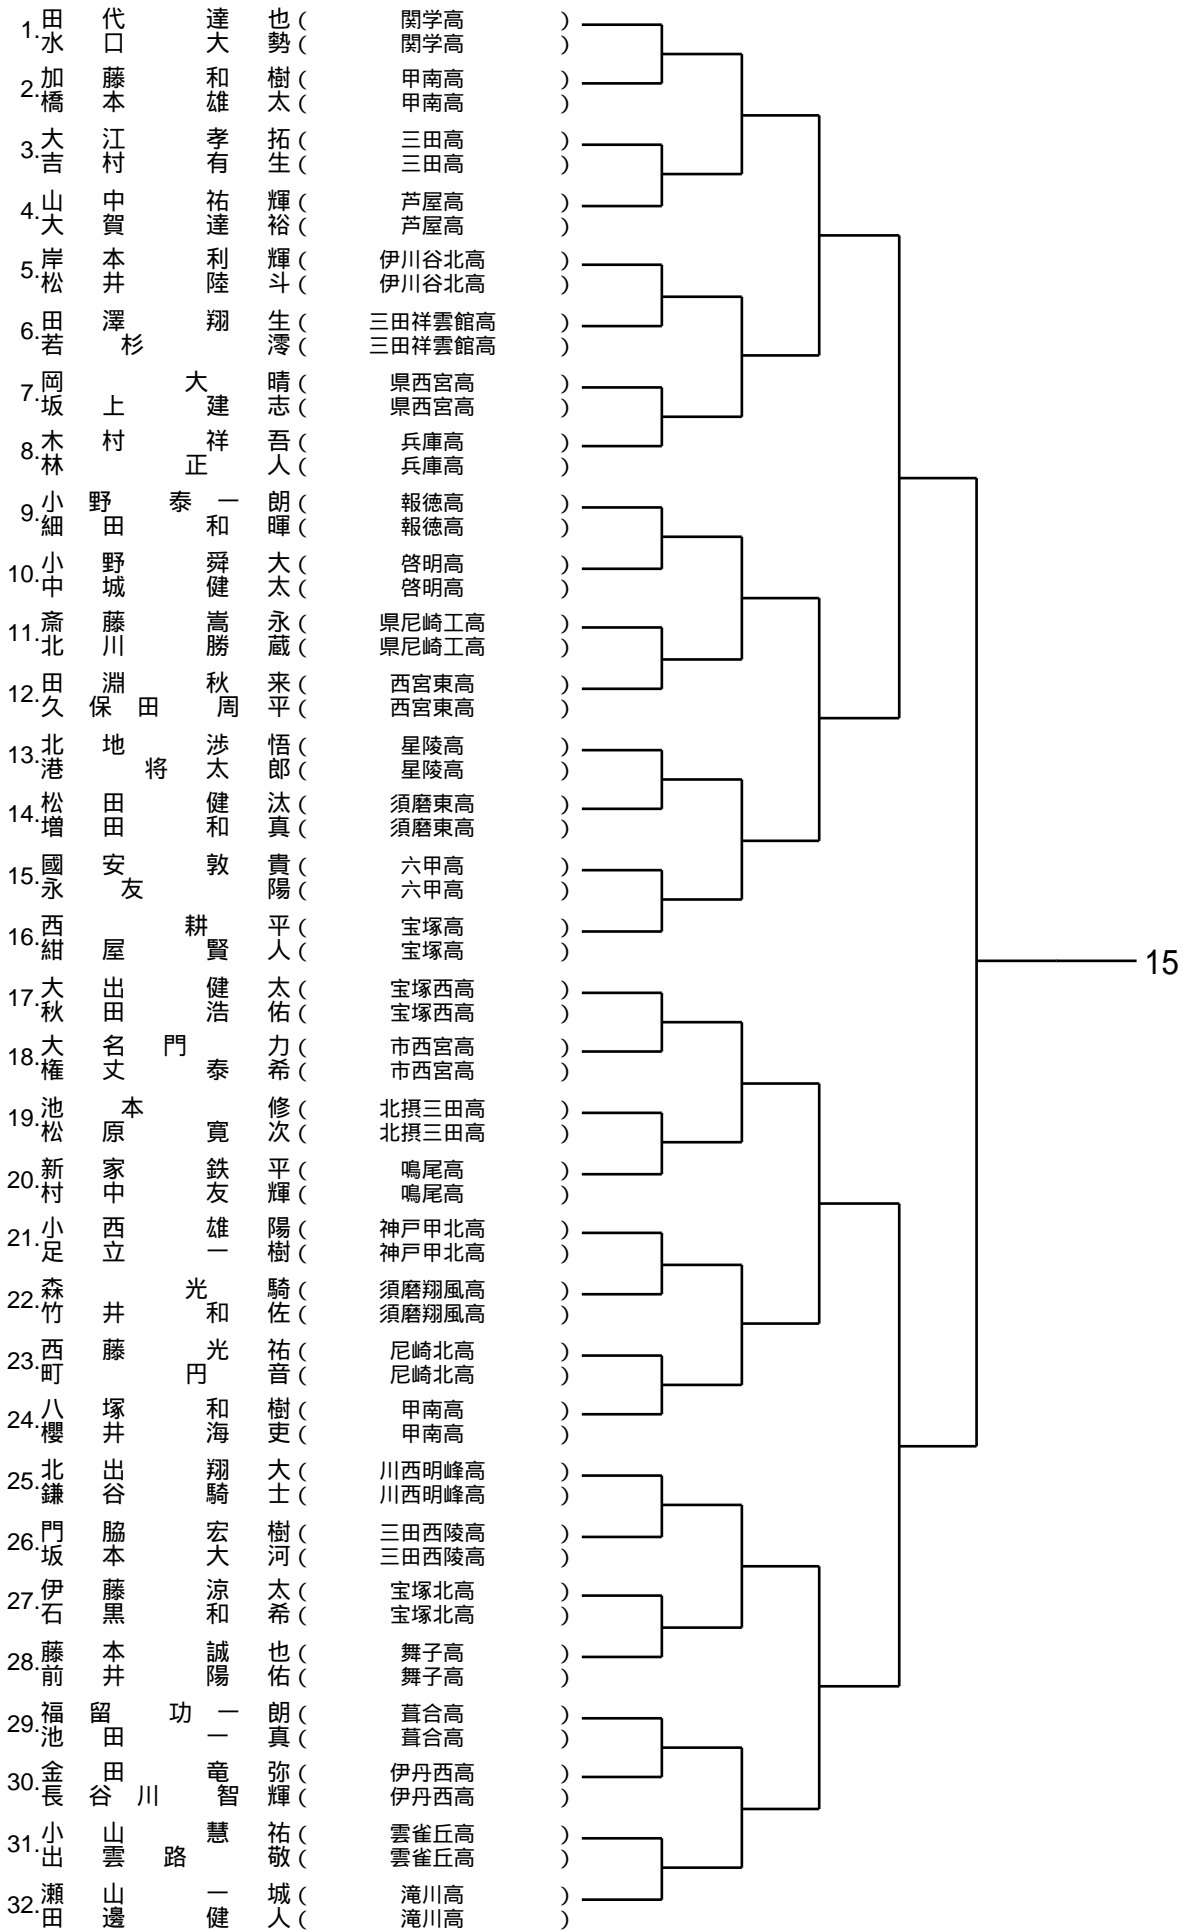 1.田代達也(関学高)
水口大勢(関学高)
2.加藤和樹(甲南高)
橋本雄太(甲南高)
3.大江孝拓(三田高)
吉村有生(三田高)
4.山中祐輝(芦屋高)
大賀達裕(芦屋高)
5.岸本利輝(伊川谷北高)
松井陸斗(伊川谷北高)
6.田澤翔生(三田祥雲館高)
若杉澪(三田祥雲館高)
7.岡大晴(県西宮高)
坂上建志(県西宮高)
8.木村祥吾(兵庫高)
林正人(兵庫高)
9.小野泰一朗(報徳高)
細田和暉(報徳高)
10.小野舜大(啓明高)
中城健太(啓明高)
11.斎藤嵩永(県尼崎工高)
北川勝蔵(県尼崎工高)
12.田淵秋来(西宮東高)
久保田周平(西宮東高)
13.北地渉悟(星陵高)
港将太郎(星陵高)
14.松田健汰(須磨東高)
増田和真(須磨東高)
15.國安敦貴(六甲高)
永友陽(六甲高)
16.西耕平(宝塚高)
紺屋賢人(宝塚高)
17.大出健太(宝塚西高)
秋田浩佑(宝塚西高)
18.大名門力(市西宮高)
権丈泰希(市西宮高)
19.池本修(北摂三田高)
松原寛次(北摂三田高)
20.新家鉄平(鳴尾高)
村中友輝(鳴尾高)
21.小西雄陽(神戸甲北高)
足立一樹(神戸甲北高)
22.森光騎(須磨翔風高)
竹井和佐(須磨翔風高)
23.西藤光祐(尼崎北高)
町円音(尼崎北高)
24.八塚和樹(甲南高)
櫻井海吏(甲南高)
25.北出翔大(川西明峰高)
鎌谷騎士(川西明峰高)
26.門脇宏樹(三田西陵高)
坂本大河(三田西陵高)
27.伊藤涼太(宝塚北高)
石黒和希(宝塚北高)
28.藤本誠也(舞子高)
前井陽佑(舞子高)
29.福留功一朗(葺合高)
池田一真(葺合高)
30.金田竜弥(伊丹西高)
長谷川智輝(伊丹西高)
31.小山慧祐(雲雀丘高)
出雲路敬(雲雀丘高)
32.瀬山一城(滝川高)
田邊健人(滝川高)
15